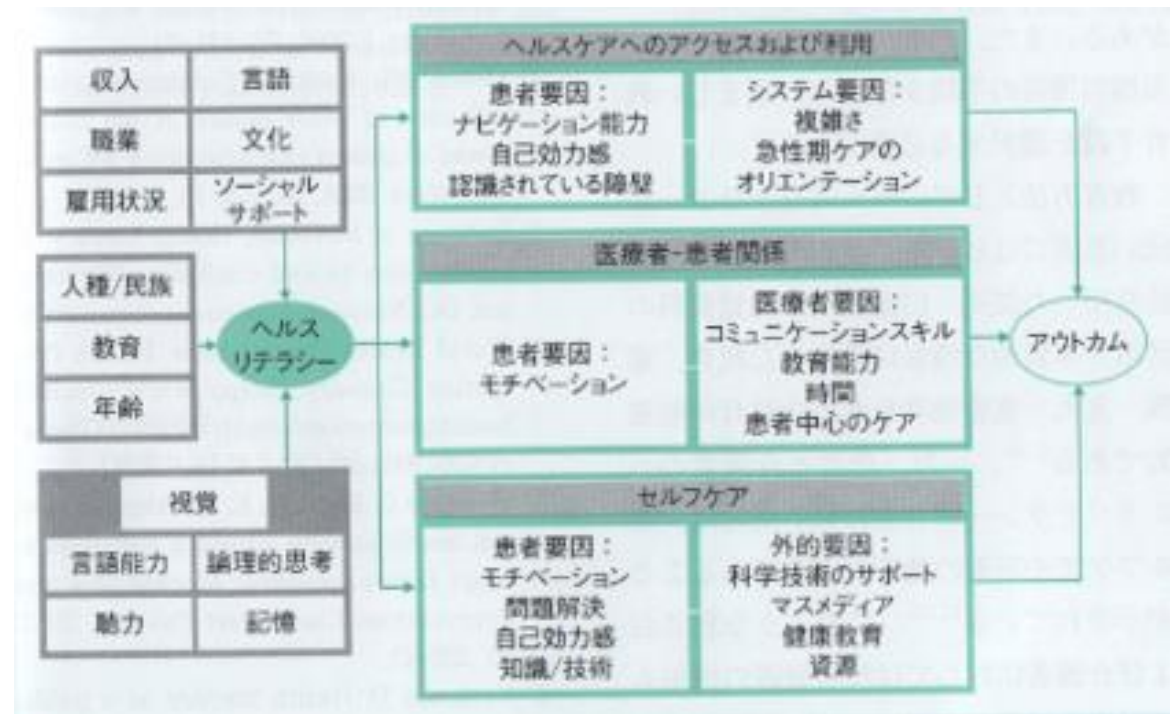 収入 言語
職業 文化
雇用状況 ソーシャル
サポート
人種/民族
教育
年齢
ヘルス
リテラシー
視覚
言語能力 論理的思考
聴力 記憶
ヘルスケアへのアクセスおよび利用
患者要因：
ナビゲーション能力
自己効力感
認識されている障壁
システム要因：
複雑さ
急性期ケアの
オリエンテーション
医療者-患者関係
患者要因：
モチベーション
医療者要因：
コミュニケーションスキル
教育能力
時間
患者中心のケア
セルフケア
患者要因：
モチベーション
問題解決
自己効力感
知識/技術
外的要因：
科学技術のサポート
マスメディア
健康教育
資源
アウトカム